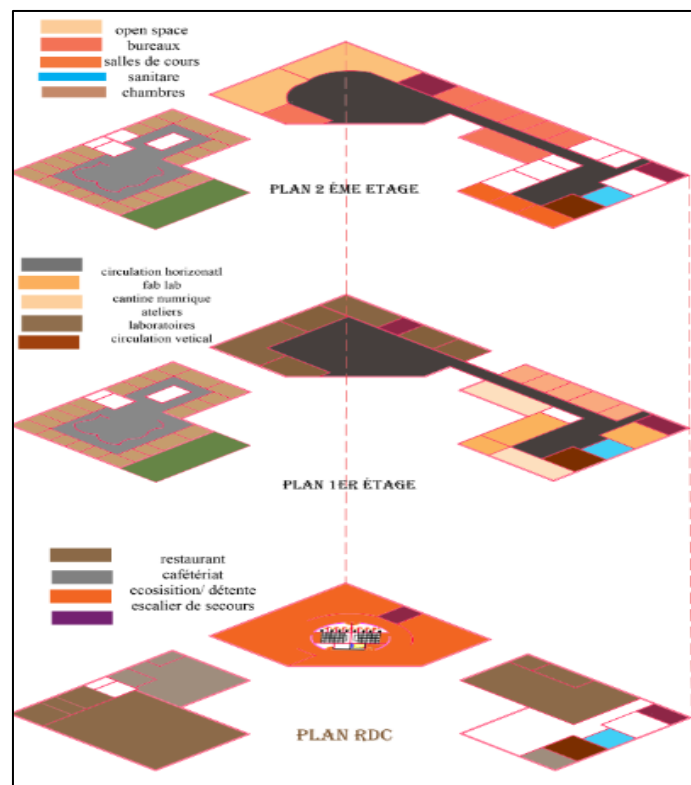 open space
bureaux
salles de cours
sanitare
chambres
PLAN 2 ÈME ETAGE
circulation horizonatl
fab lab
cantine numrique
ateliers
laboratoires
circulation vetical
PLAN 1ER ÉTAGE
restaurant
cafétériat
ecosisition/ détente
escalier de secours
PLAN RDC